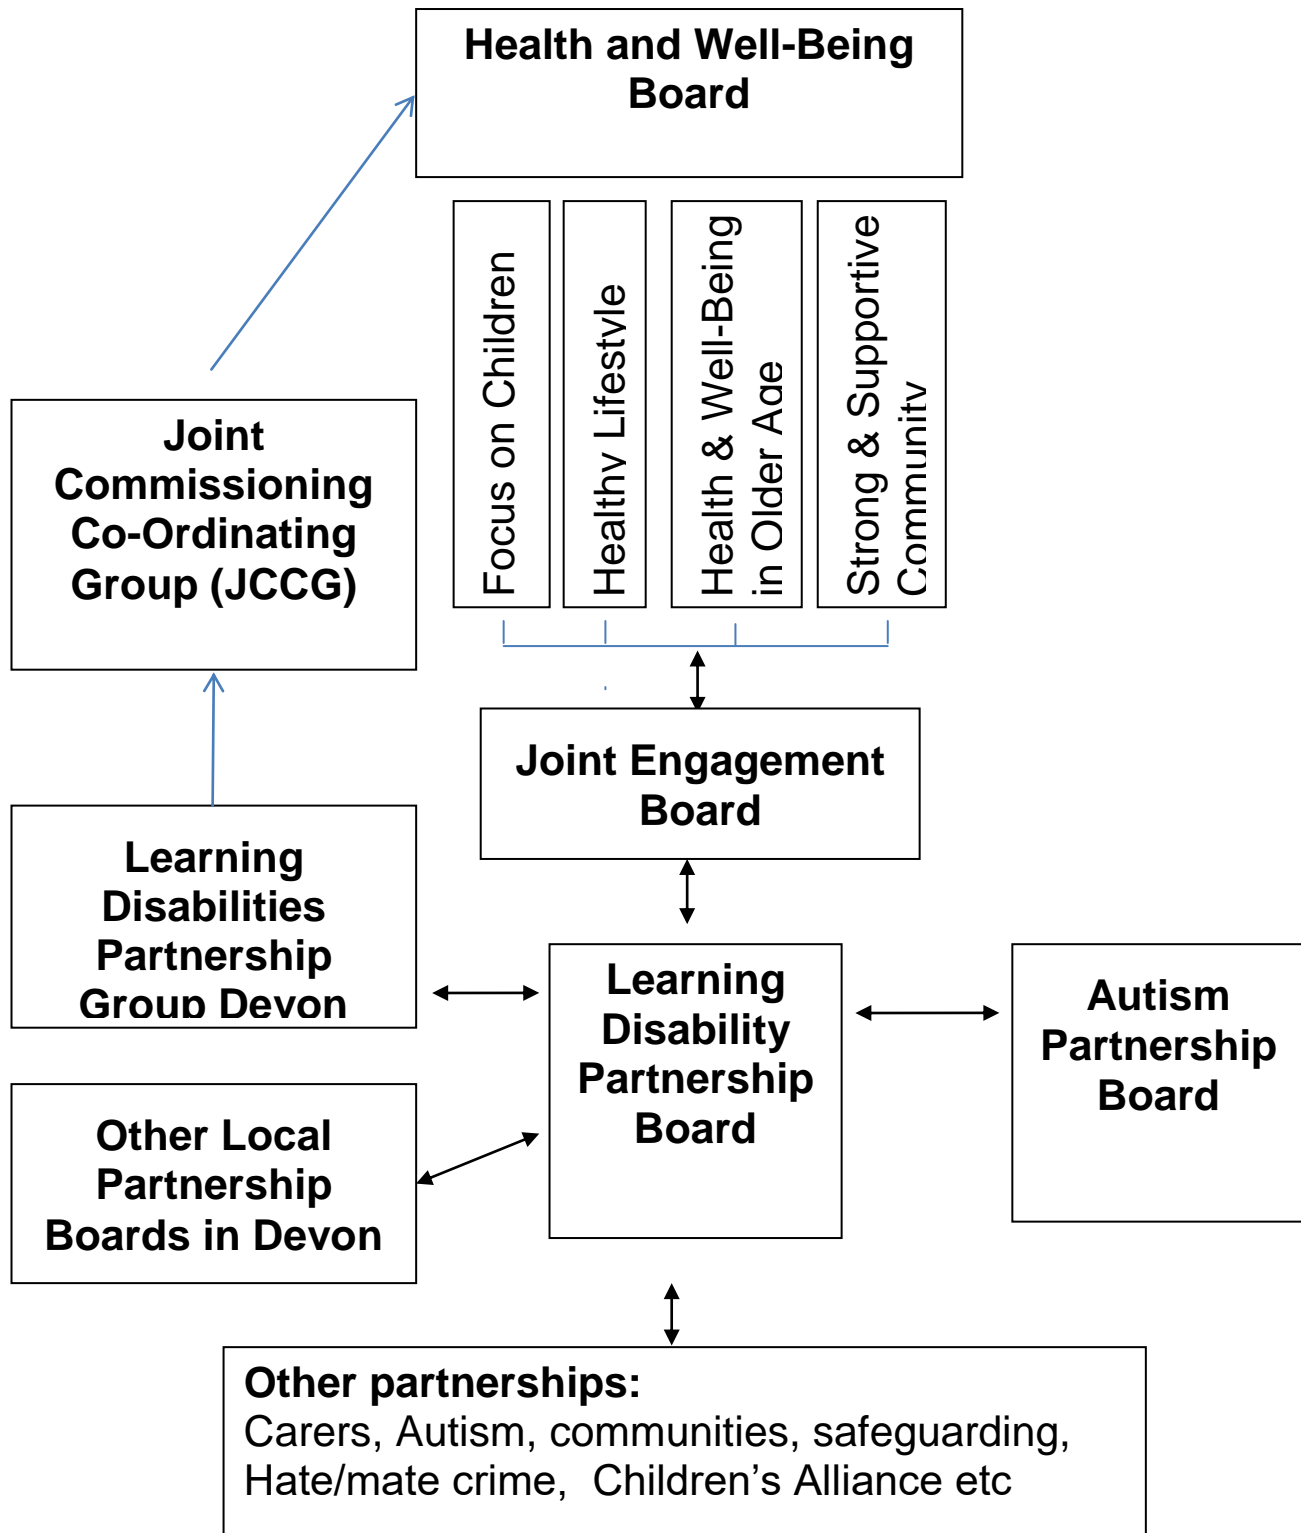 Health and Well-Being
Board
Focus on Children
Healthy Lifestyle
Health & Well-Being
in Older Age
Strong & Supportive
Community
Joint
Commissioning
Co-Ordinating
Group (JCCG)
Joint Engagement
Board
Learning
Disabilities
Partnership
Group Devon
Learning
Disability
Partnership
Board
Autism
Partnership
Board
Other Local
Partnership
Boards in Devon
Other partnerships:
Carers, Autism, communities, safeguarding,
Hate/mate crime,  Children’s Alliance etc